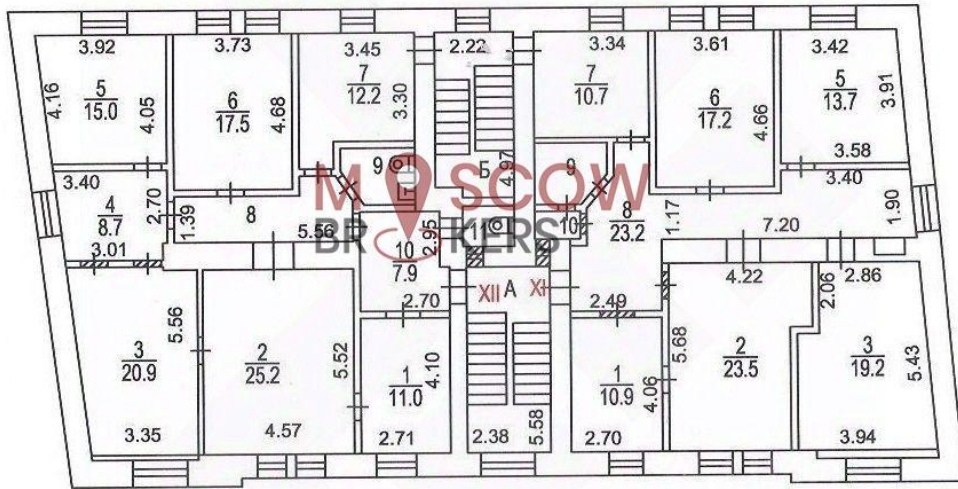 3.92 3.73 3.45 2.22 3.34 3.61 3.42
4.16 5 15.0 4.05 6 17.5 4.68 7 12.2 3.30 7 10.7 6 17.2 4.66 5 13.7 3.91
3.58
9 Б 4.97 9
MOSCOW
BROKERS
3.40 2.70 4 8.7 3.01
1.39 8 5.56 10 7.9 2.95 2.70 11 10
8 23.2 1.17 7.20 3.40 1.90
XII А XI
2.49 4.22 2.06 2.86
3 20.9 5.56 3.35
2 25.2 5.52 4.57
1 11.0 4.10 2.71
2.38 5.58
1 10.9 4.06 2.70
5.68 2 23.5
3 19.2 5.43 3.94